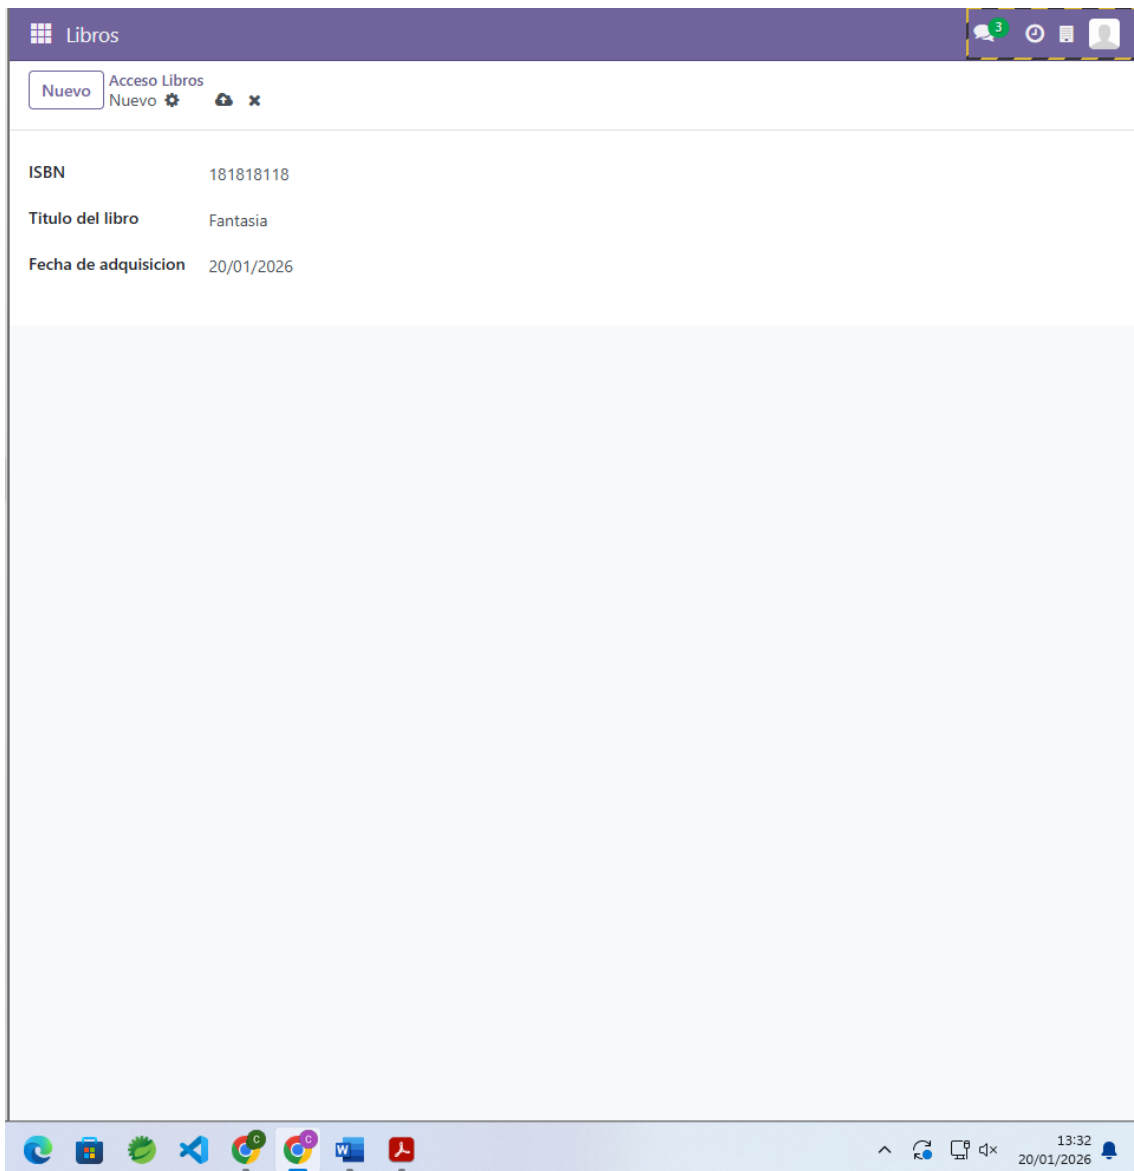 Libros
3
Nuevo
Acceso Libros
Nuevo
ISBN
181818118
Titulo del libro
Fantasia
Fecha de adquisicion
20/01/2026
C
C
W
13:32
20/01/2026